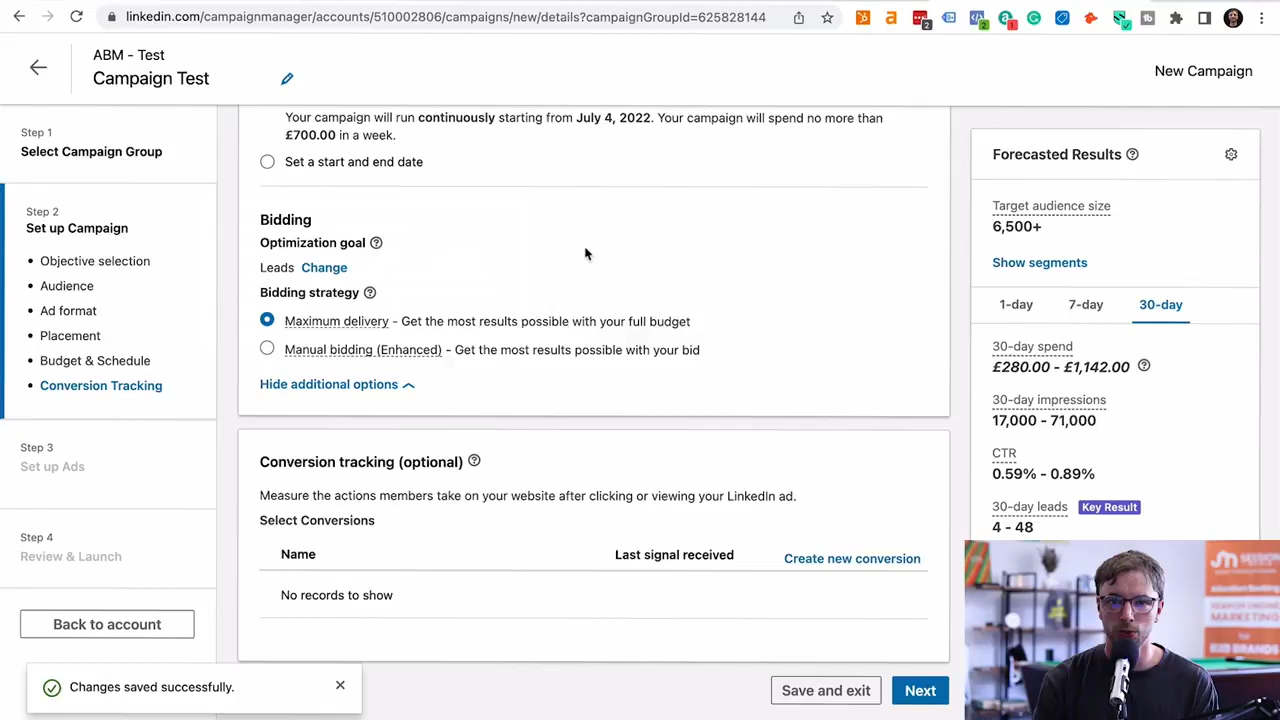 linkedin.com/campaignmanager/accounts/510002806/campaigns/new/details?campaignGroupId=625828144
2
2
1
ABM - Test
Campaign Test
New Campaign
Step 1
Select Campaign Group
Step 2
Set up Campaign
• Objective selection
• Audience
• Ad format
• Placement
• Budget & Schedule
• Conversion Tracking
Step 3
Set up Ads
Step 4
Review & Launch
Back to account
Changes saved successfully.
Your campaign will run continuously starting from July 4, 2022. Your campaign will spend no more than
£700.00 in a week.
Set a start and end date
Bidding
Optimization goal
Leads Change
Bidding strategy
Maximum delivery - Get the most results possible with your full budget
Manual bidding (Enhanced) - Get the most results possible with your bid
Hide additional options
Conversion tracking (optional)
Measure the actions members take on your website after clicking or viewing your LinkedIn ad.
Select Conversions
Name Last signal received Create new conversion
No records to show
Save and exit Next
Forecasted Results
Target audience size
6,500+
Show segments
1-day 7-day 30-day
30-day spend
£280.00 - £1,142.00
30-day impressions
17,000 - 71,000
CTR
0.59% - 0.89%
30-day leads Key Result
4 - 48
MARKETING